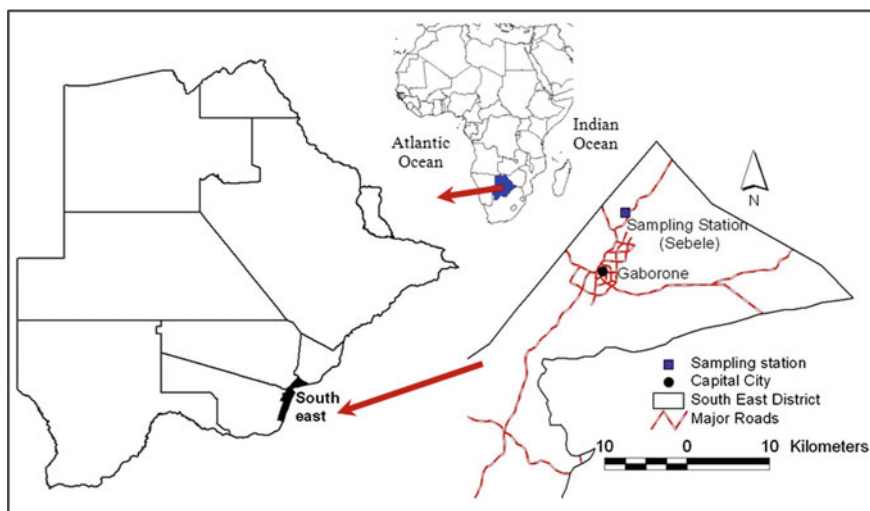 Atlantic
Ocean
Indian
Ocean
N
Sampling Station
(Sebele)
Gaborone
South
east
Sampling station
Capital City
South East District
Major Roads
10 0 10 Kilometers